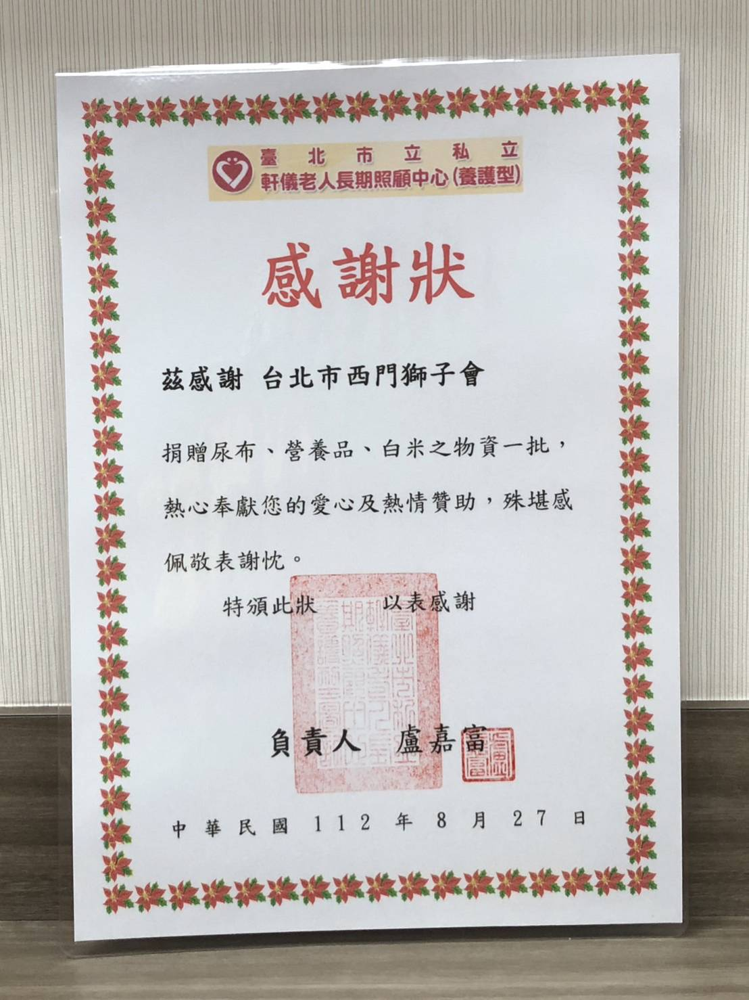 臺北市立私立
軒儀老人長期照顧中心(養護型)
感謝狀
茲感謝 台北市西門獅子會
捐贈尿布、營養品、白米之物資一批，
熱心奉獻您的愛心及熱情贊助，殊堪感
佩敬表謝忱。
特頒此狀 以表感謝
負責人 盧嘉富
中華民國 112 年 8 月 27 日